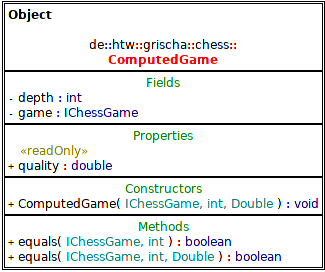 Object
de::htw::grischa::chess::
ComputedGame
Fields
- depth : int
- game : IChessGame
Properties
«readOnly»
+ quality : double
Constructors
+ ComputedGame( IChessGame, int, Double ) : void
Methods
+ equals( IChessGame, int ) : boolean
+ equals( IChessGame, int, Double ) : boolean